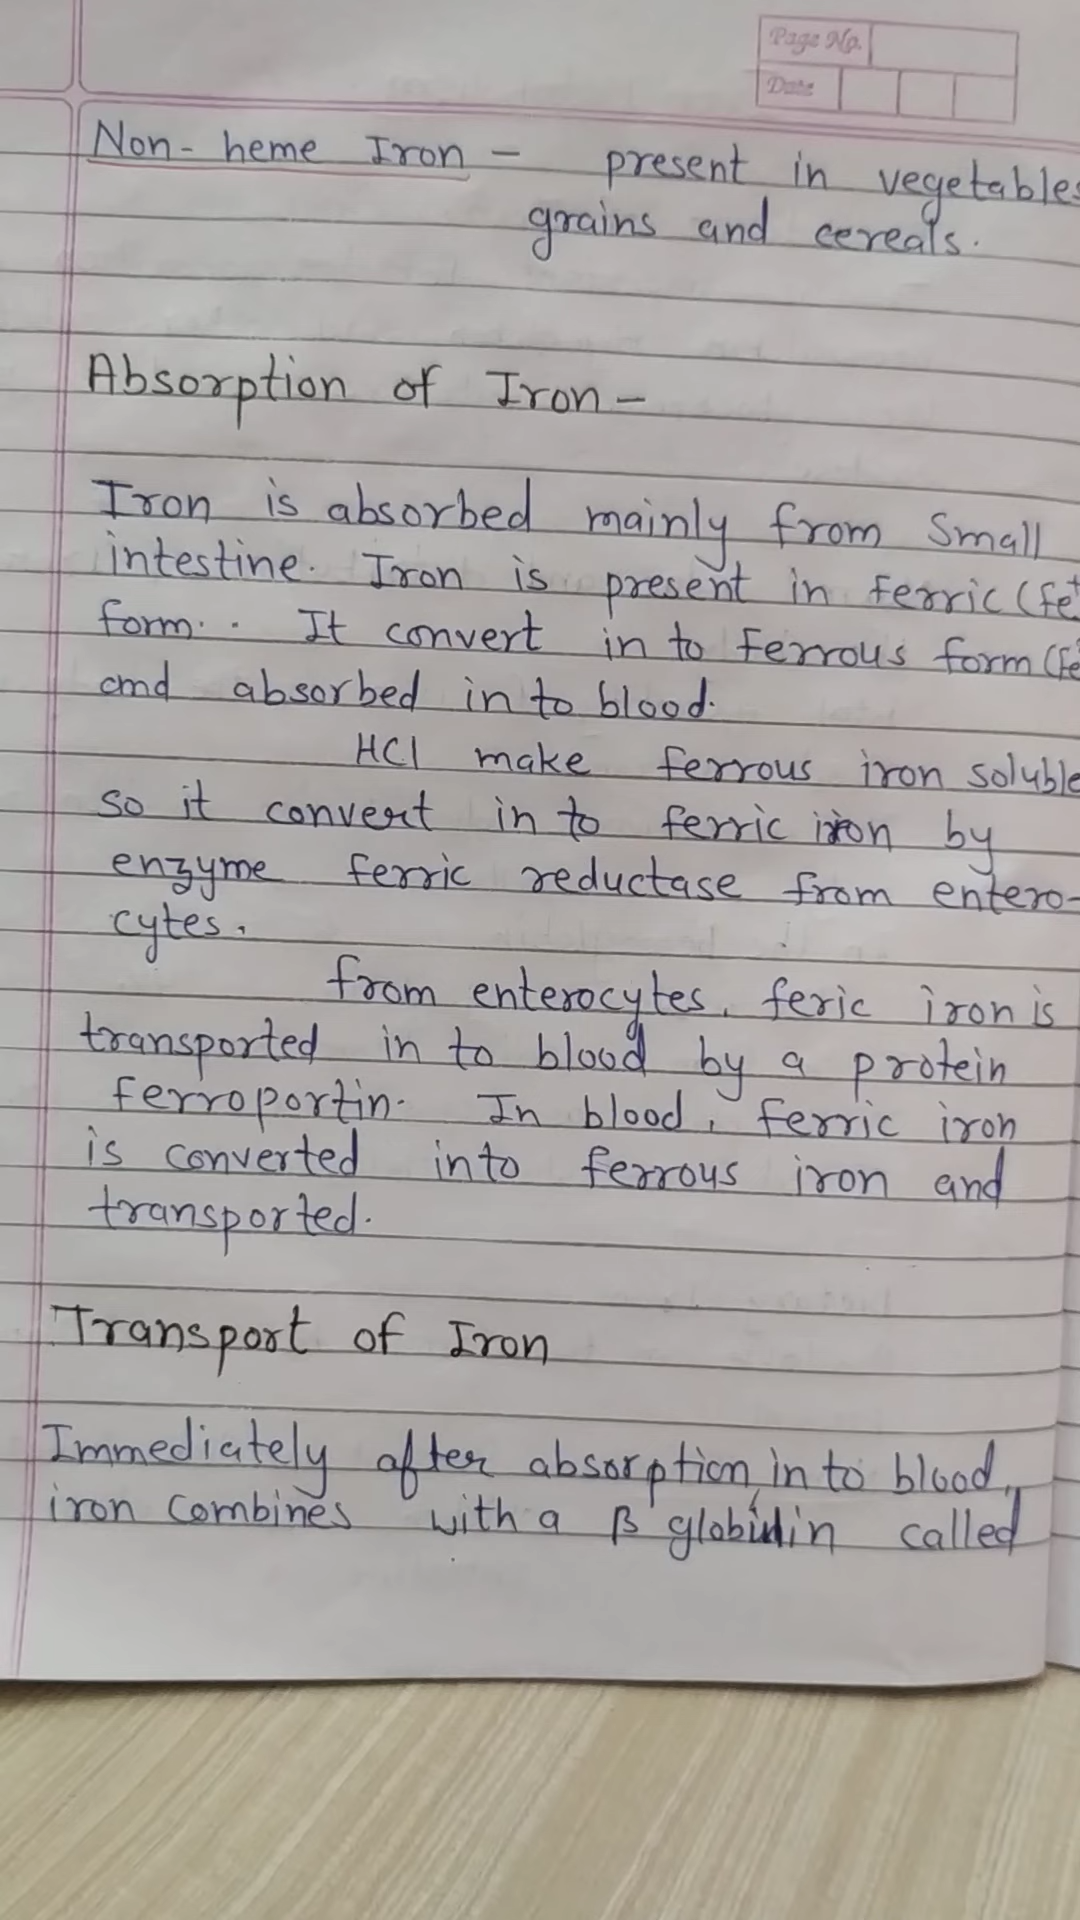 Page No.
Date
Non- heme Iron - present in vegetables
grains and cereals.
Absorption of Iron -
Iron is absorbed mainly from Small
intestine. Iron is present in ferric (fe+
form. . It convert in to ferrous form (Fe
and absorbed in to blood.
HCl make ferrous iron soluble
so it convert in to ferric iron by
enzyme ferric reductase from entero-
cytes.
from enterocytes, feric iron is
transported in to blood by a protein
ferroportin. In blood, ferric iron
is converted into ferrous iron and
transported.
Transport of Iron
Immediately after absorption in to blood,
iron combines with a β called